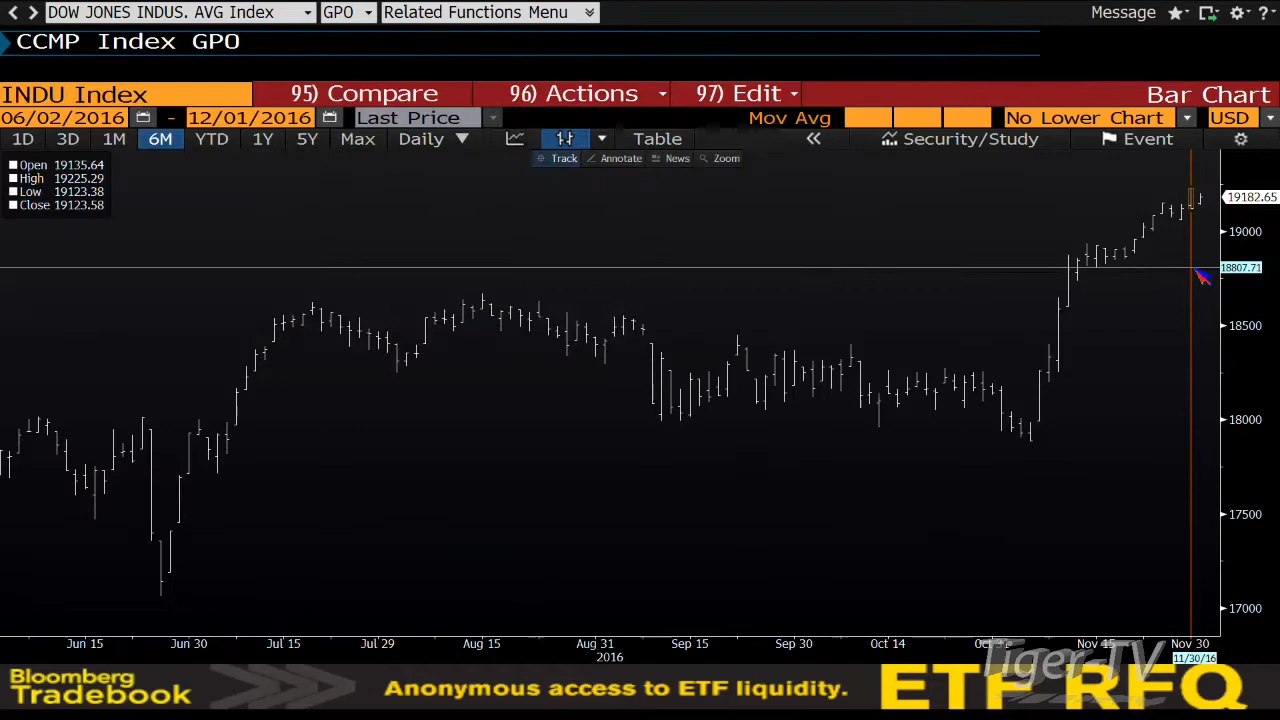 DOW JONES INDUS. AVG Index GPO Related Functions Menu Message ?
CCMP Index GPO
INDU Index 95) Compare 96) Actions 97) Edit Bar Chart
06/02/2016 - 12/01/2016 Last Price Mov Avg No Lower Chart USD
1D 3D 1M 6M YTD 1Y 5Y Max Daily Table Security/Study Event
Track Annotate News Zoom
Open 19135.64
High 19225.29
Low 19123.38
Close 19123.58
19182.65
19000
18807.71
18500
18000
17500
17000
Jun 15 Jun 30 Jul 15 Jul 29 Aug 15 Aug 31 Sep 15 Sep 30 Oct 14 Oct 31 Nov 15 Nov 30
2016 11/30/16
Tiger-TV
Bloomberg
Tradebook
Anonymous access to ETF liquidity.
ETF RFQ